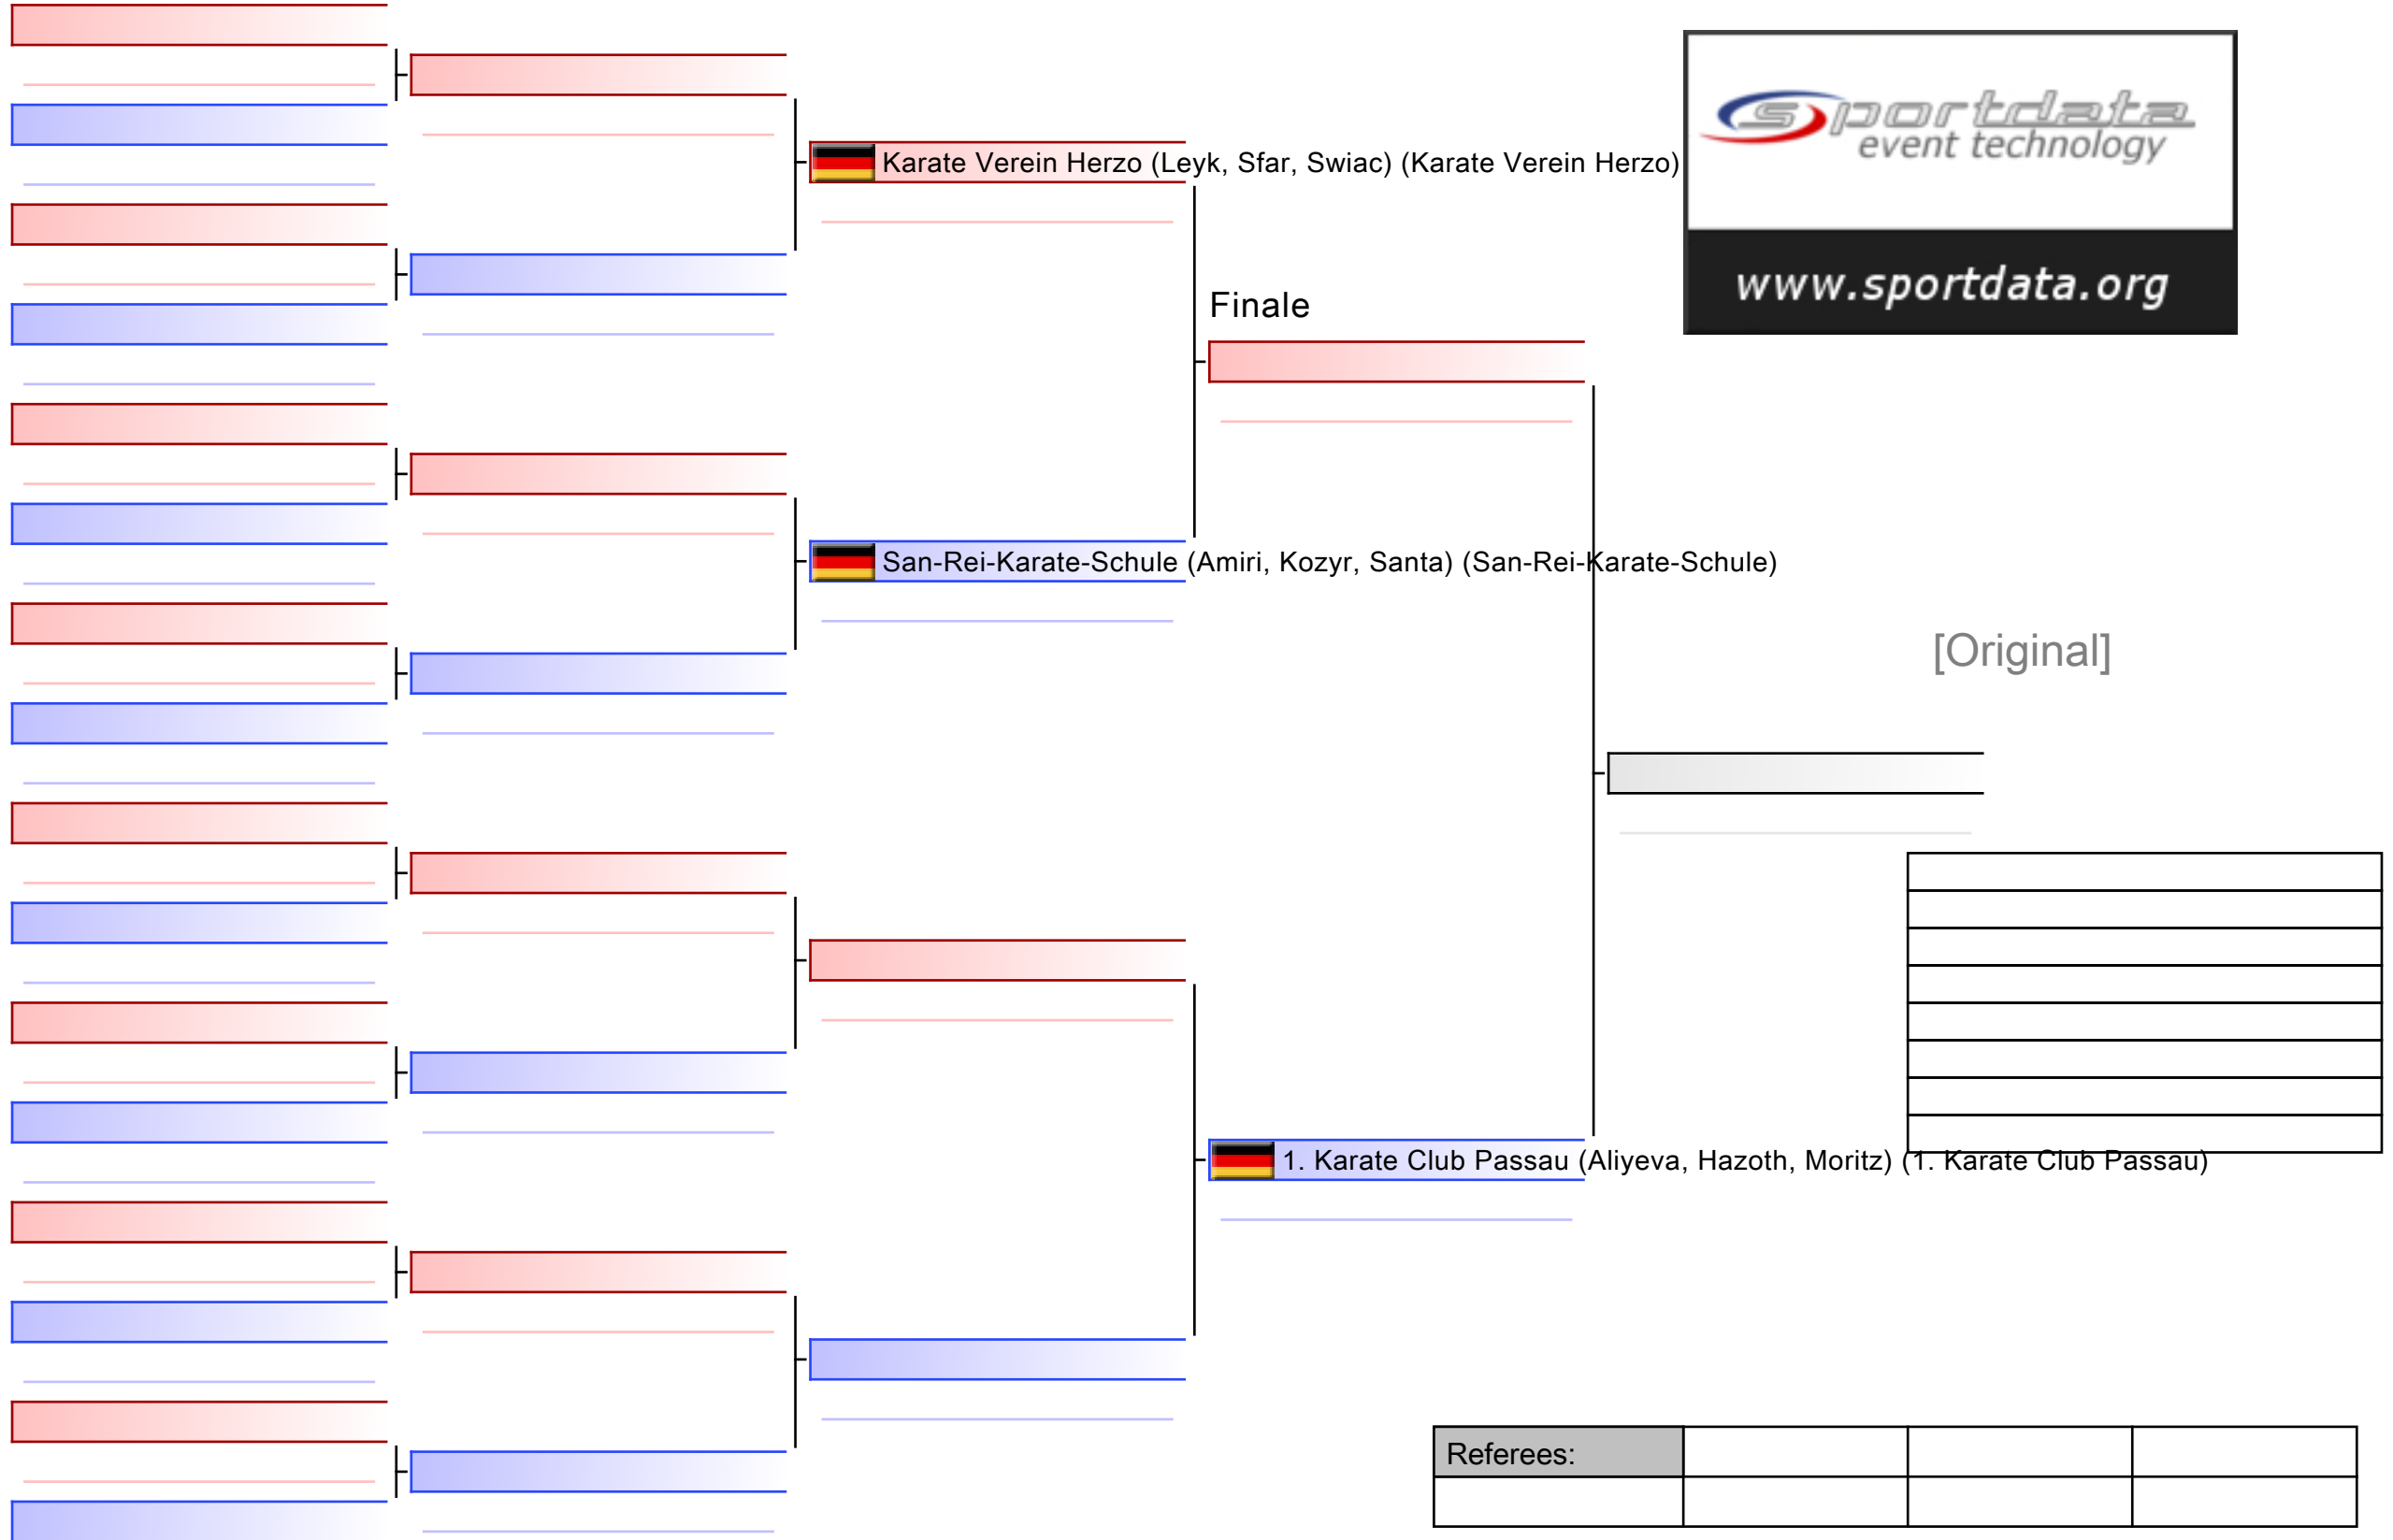 sportdata
event technology
www.sportdata.org
Karate Verein Herzo (Leyk, Sfar, Swiac) (Karate Verein Herzo)
Finale
San-Rei-Karate-Schule (Amiri, Kozyr, Santa) (San-Rei-Karate-Schule)
[Original]
1. Karate Club Passau (Aliyeva, Hazoth, Moritz) (1. Karate Club Passau)
Referees: